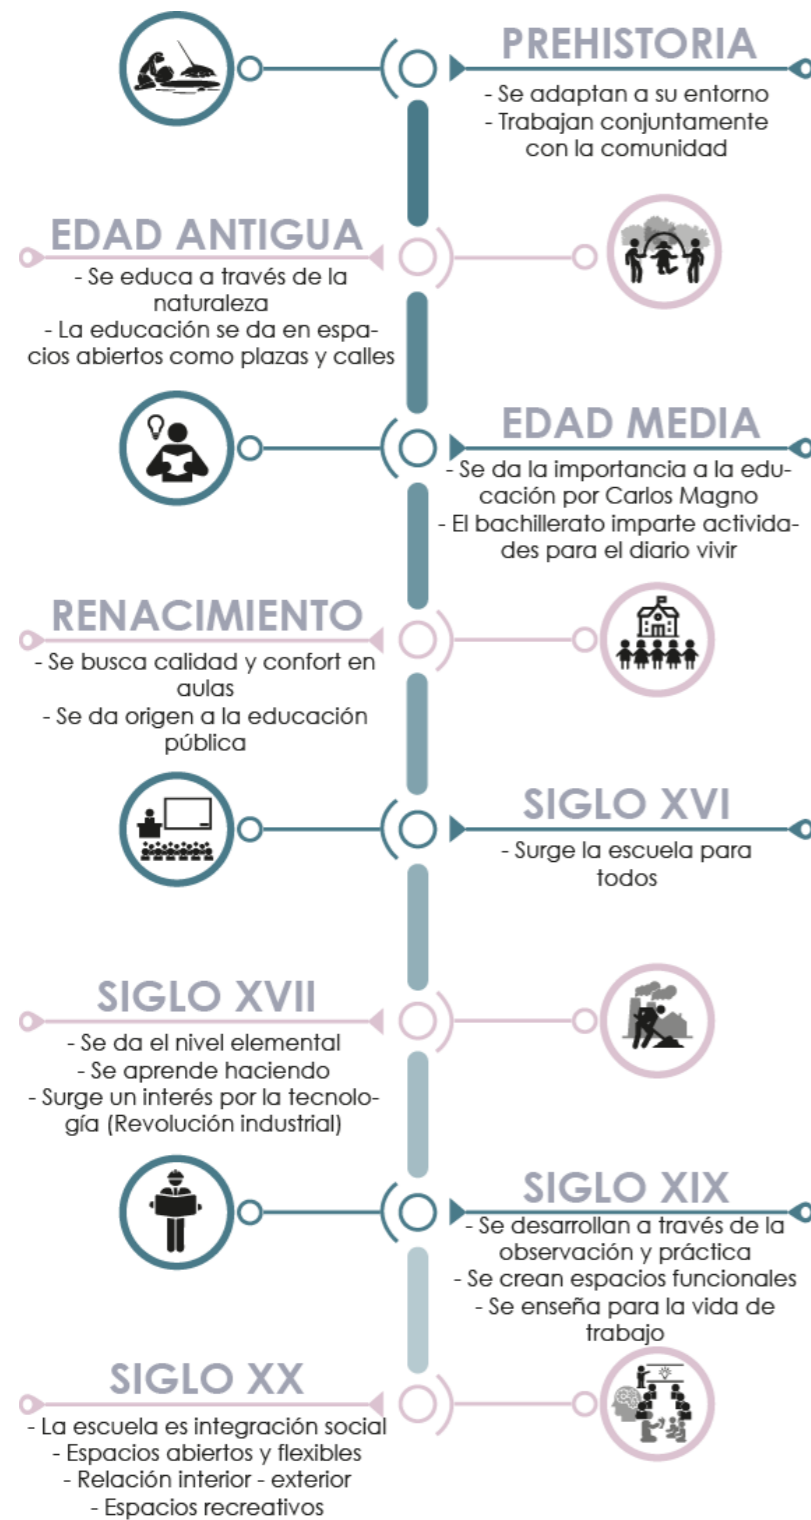 PREHISTORIA
- Se adaptan a su entorno
- Trabajan conjuntamente
con la comunidad
EDAD ANTIGUA
- Se educa a través de la
naturaleza
- La educación se da en espa-
cios abiertos como plazas y calles
EDAD MEDIA
- Se da la importancia a la edu-
cación por Carlos Magno
- El bachillerato imparte activida-
des para el diario vivir
RENACIMIENTO
- Se busca calidad y confort en
aulas
- Se da origen a la educación
pública
SIGLO XVI
- Surge la escuela para
todos
SIGLO XVII
- Se da el nivel elemental
- Se aprende haciendo
- Surge un interés por la tecnolo-
gía (Revolución industrial)
SIGLO XIX
- Se desarrollan a través de la
observación y práctica
- Se crean espacios funcionales
- Se enseña para la vida de
trabajo
SIGLO XX
- La escuela es integración social
- Espacios abiertos y flexibles
- Relación interior - exterior
- Espacios recreativos